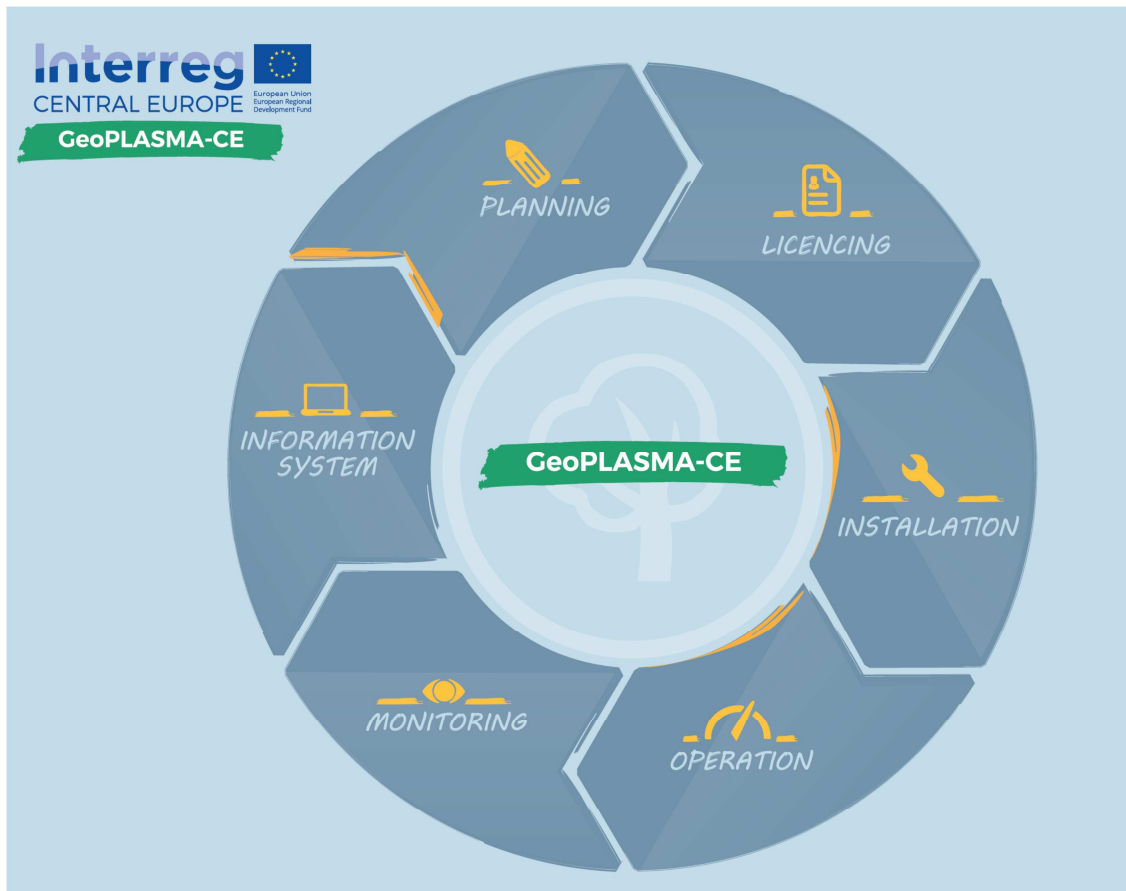 Interreg
CENTRAL EUROPE
European Union
European Regional
Development Fund
GeoPLASMA-CE
PLANNING
LICENCING
INFORMATION
SYSTEM
GeoPLASMA-CE
INSTALLATION
MONITORING
OPERATION